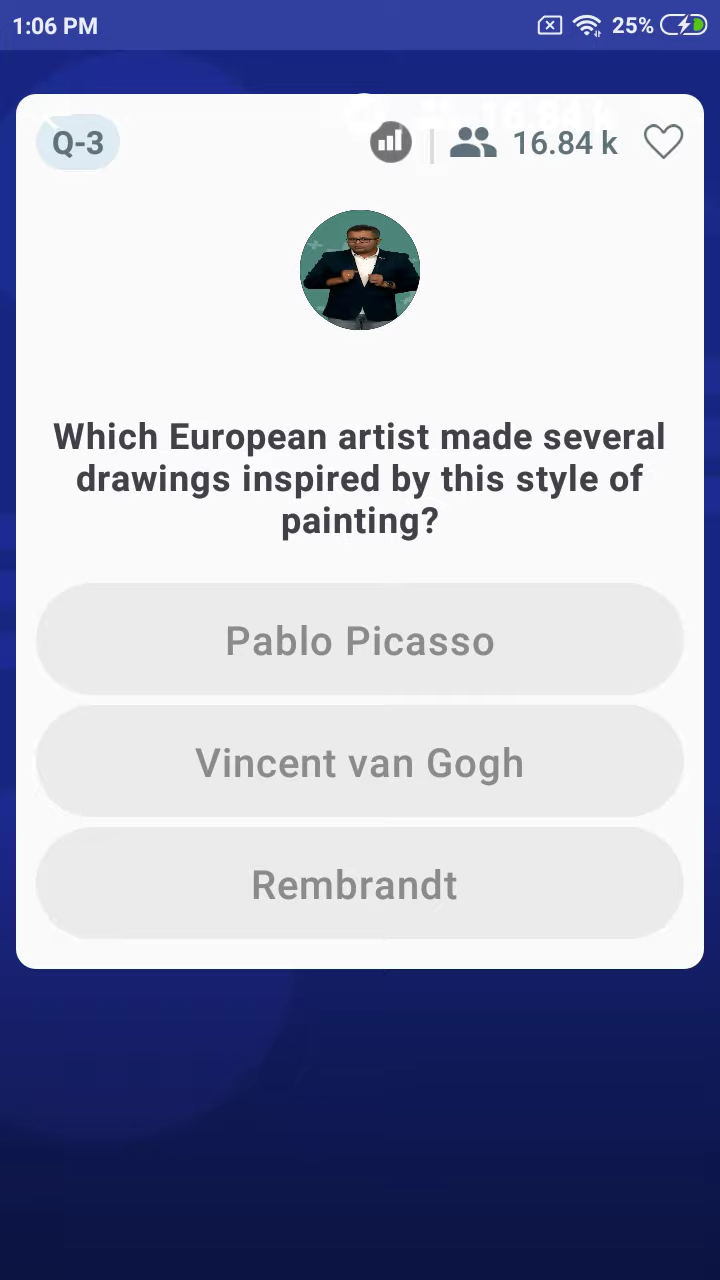 1:06 PM 25%
Q-3 16.84 k
Which European artist made several
drawings inspired by this style of
painting?
Pablo Picasso
Vincent van Gogh
Rembrandt